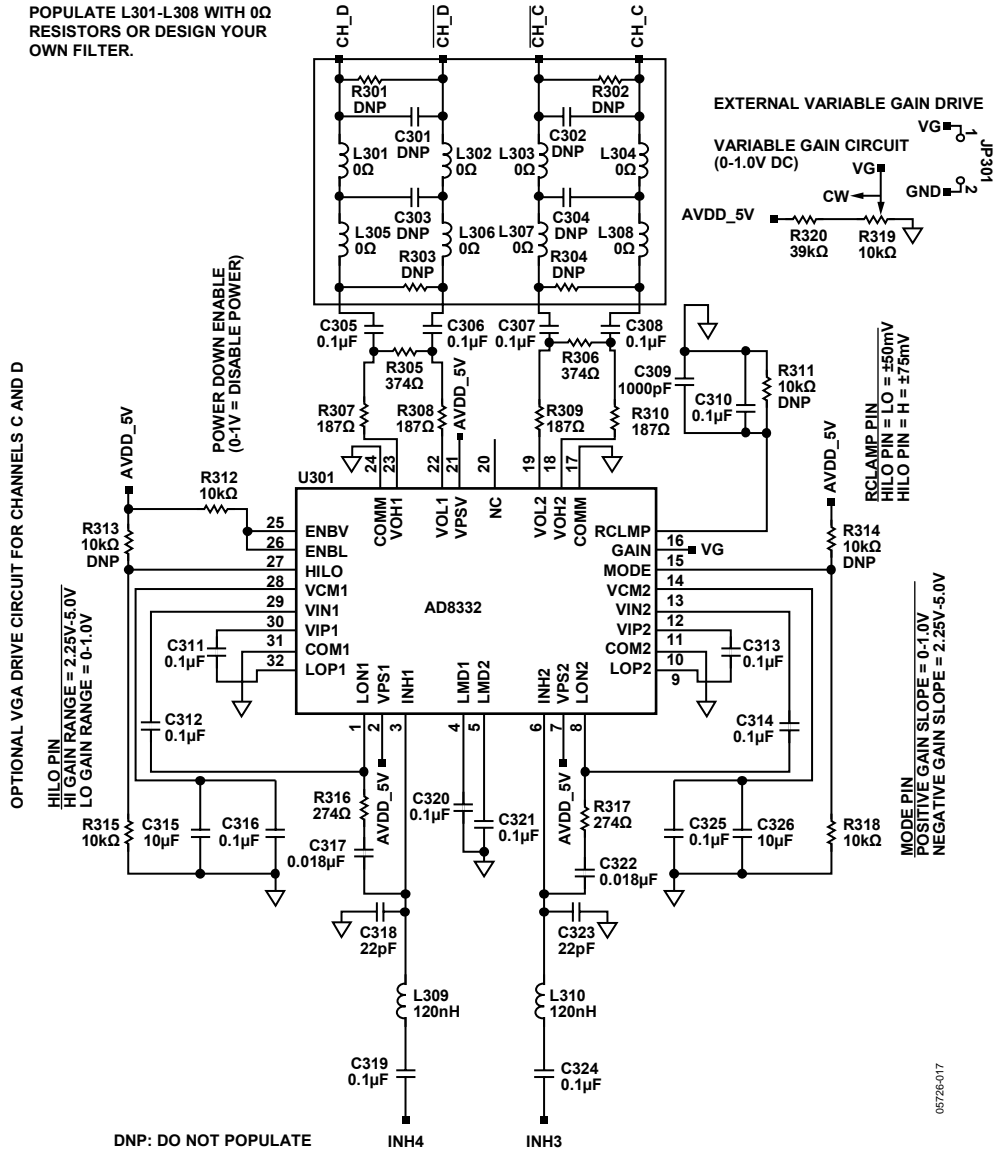 POPULATE L301-L308 WITH 0Ω
RESISTORS OR DESIGN YOUR
OWN FILTER.
CH_D
CH_D
CH_C
CH_C
R301
DNP
R302
DNP
C301
DNP
C302
DNP
L301
0Ω
L302
0Ω
L303
0Ω
L304
0Ω
C303
DNP
C304
DNP
L305
0Ω
L306
0Ω
L307
0Ω
L308
0Ω
R303
DNP
R304
DNP
EXTERNAL VARIABLE GAIN DRIVE
VG
1
JP301
2
GND
VARIABLE GAIN CIRCUIT
(0-1.0V DC)
VG
CW
AVDD_5V
R320
39kΩ
R319
10kΩ
C305
0.1µF
C306
0.1µF
C307
0.1µF
C308
0.1µF
R305
374Ω
R306
374Ω
R307
187Ω
R308
187Ω
AVDD_5V
R309
187Ω
R310
187Ω
C309
1000pF
C310
0.1µF
R311
10kΩ
DNP
RCLAMP PIN
HILO PIN = LO = ±50mV
HILO PIN = H = ±75mV
OPTIONAL VGA DRIVE CIRCUIT FOR CHANNELS C AND D
POWER DOWN ENABLE
(0-1V = DISABLE POWER)
AVDD_5V
AVDD_5V
R312
10kΩ
R313
10kΩ
DNP
R314
10kΩ
DNP
U301
24
23
22
21
20
19
18
17
COMM
VOH1
VOL1
VPSV
NC
VOL2
VOH2
COMM
25
ENBV
26
ENBL
27
HILO
28
VCM1
29
VIN1
30
VIP1
31
COM1
32
LOP1
AD8332
RCLMP
GAIN
16
VG
MODE
15
VCM2
14
VIN2
13
VIP2
12
COM2
11
LOP2
10
9
LON1
VPS1
INH1
LMD1
LMD2
INH2
VPS2
LON2
1
2
3
4
5
6
7
8
C311
0.1µF
C313
0.1µF
C312
0.1µF
C314
0.1µF
AVDD_5V
AVDD_5V
HILO PIN
HI GAIN RANGE = 2.25V-5.0V
LO GAIN RANGE = 0-1.0V
MODE PIN
POSITIVE GAIN SLOPE = 0-1.0V
NEGATIVE GAIN SLOPE = 2.25V-5.0V
R315
10kΩ
C315
10µF
C316
0.1µF
R316
274Ω
C317
0.018µF
C320
0.1µF
C321
0.1µF
R317
274Ω
C322
0.018µF
C325
0.1µF
C326
10µF
R318
10kΩ
C318
22pF
C323
22pF
L309
120nH
L310
120nH
C319
0.1µF
C324
0.1µF
INH4
INH3
DNP: DO NOT POPULATE
05726-017